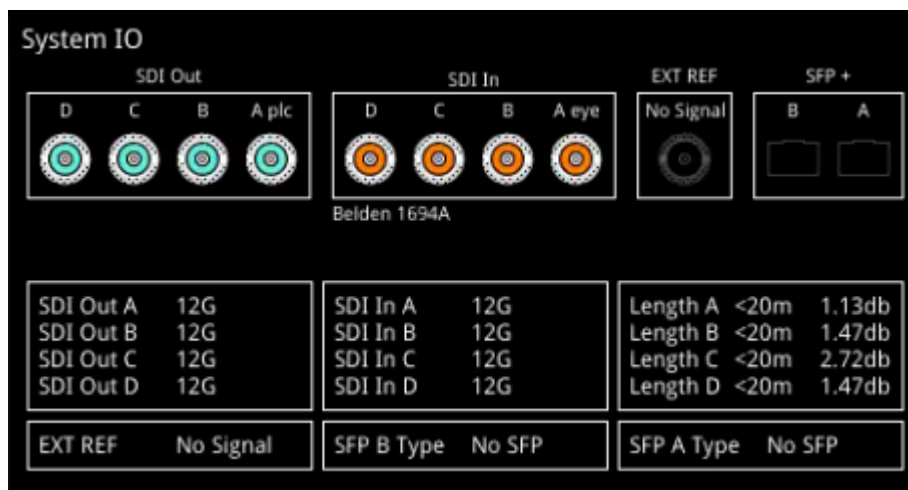 System IO
SDI Out
D C B A plc
SDI In
D C B A eye
Belden 1694A
EXT REF
No Signal
SFP +
B A
SDI Out A 12G
SDI Out B 12G
SDI Out C 12G
SDI Out D 12G
SDI In A 12G
SDI In B 12G
SDI In C 12G
SDI In D 12G
Length A <20m 1.13db
Length B <20m 1.47db
Length C <20m 2.72db
Length D <20m 1.47db
EXT REF No Signal
SFP B Type No SFP
SFP A Type No SFP